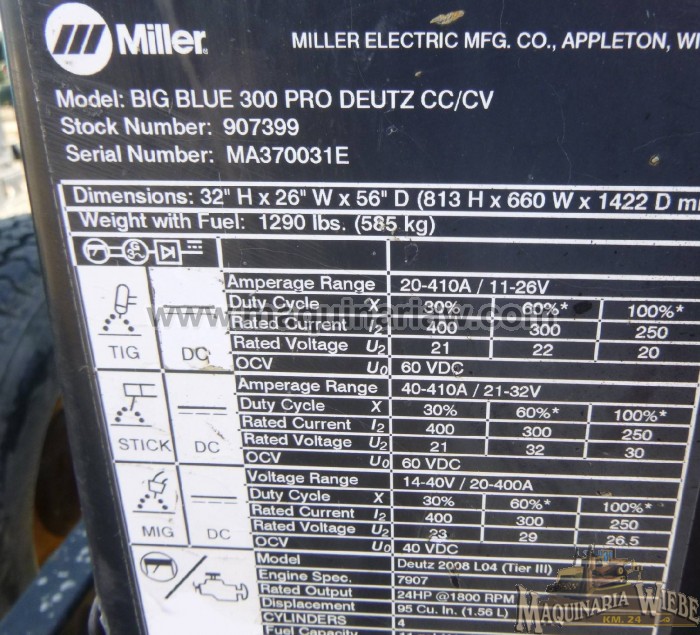 Miller
MILLER ELECTRIC MFG. CO., APPLETON, WI
Model: BIG BLUE 300 PRO DEUTZ CC/CV
Stock Number: 907399
Serial Number: MA370031E
Dimensions: 32" H x 26" W x 56" D (813 H x 660 W x 1422 D
Weight with Fuel: 1290 lbs. (585 kg)
Amperage Range 20-410A / 11-26V
Duty Cycle X 30% 60%* 100%*
Rated Current I2 400 300 250
Rated Voltage U2 21 22 20
OCV U0 60 VDC
TIG DC
Amperage Range 40-410A / 21-32V
Duty Cycle X 30% 60%* 100%*
Rated Current I2 400 300 250
Rated Voltage U2 21 32 30
OCV U0 60 VDC
STICK DC
Voltage Range 14-40V / 20-400A
Duty Cycle X 30% 60%* 100%*
Rated Current I2 400 300 250
Rated Voltage U2 23 29 26.5
OCV U0 40 VDC
MIG DC
Model Deutz 2008 L04 (Tier III)
Engine Spec. 7907
Rated Output 24HP @1800 RPM
Displacement 95 Cu. In. (1.56 L)
CYLINDERS 4
Fuel Capacity
MAQUINARIA WIEBE
KM. 24